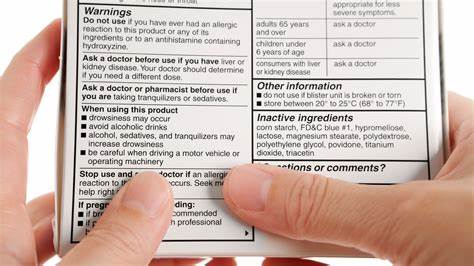 Warnings
Do not use if you have ever had an allergic
reaction to this product or any of its
ingredients or to an antihistamine containing
hydroxyzine.
Ask a doctor before use if you have liver or
kidney disease. Your doctor should determine
if you need a different dose.
Ask a doctor or pharmacist before use if
you are taking tranquilizers or sedatives.
When using this product
■ drowsiness may occur
■ avoid alcoholic drinks
■ alcohol, sedatives, and tranquilizers may
increase drowsiness
■ be careful when driving a motor vehicle or
operating machinery
Stop use and doctor if an allergic
reaction to this occurs. Seek
help right
If -feeding:
■ if commended
■ if professional
appropriate for less
severe symptoms.
adults 65 years
and over
ask a doctor
children under
6 years of age
ask a doctor
consumers with liver
or kidney disease
ask a doctor
Other information
■ do not use if blister unit is broken or torn
■ store between 20° to 25°C (68° to 77°F)
Inactive ingredients
corn starch, FD&C blue #1, hypromellose,
lactose, magnesium stearate, polydextrose,
polyethylene glycol, povidone, titanium
dioxide, triacetin
Questions or comments?